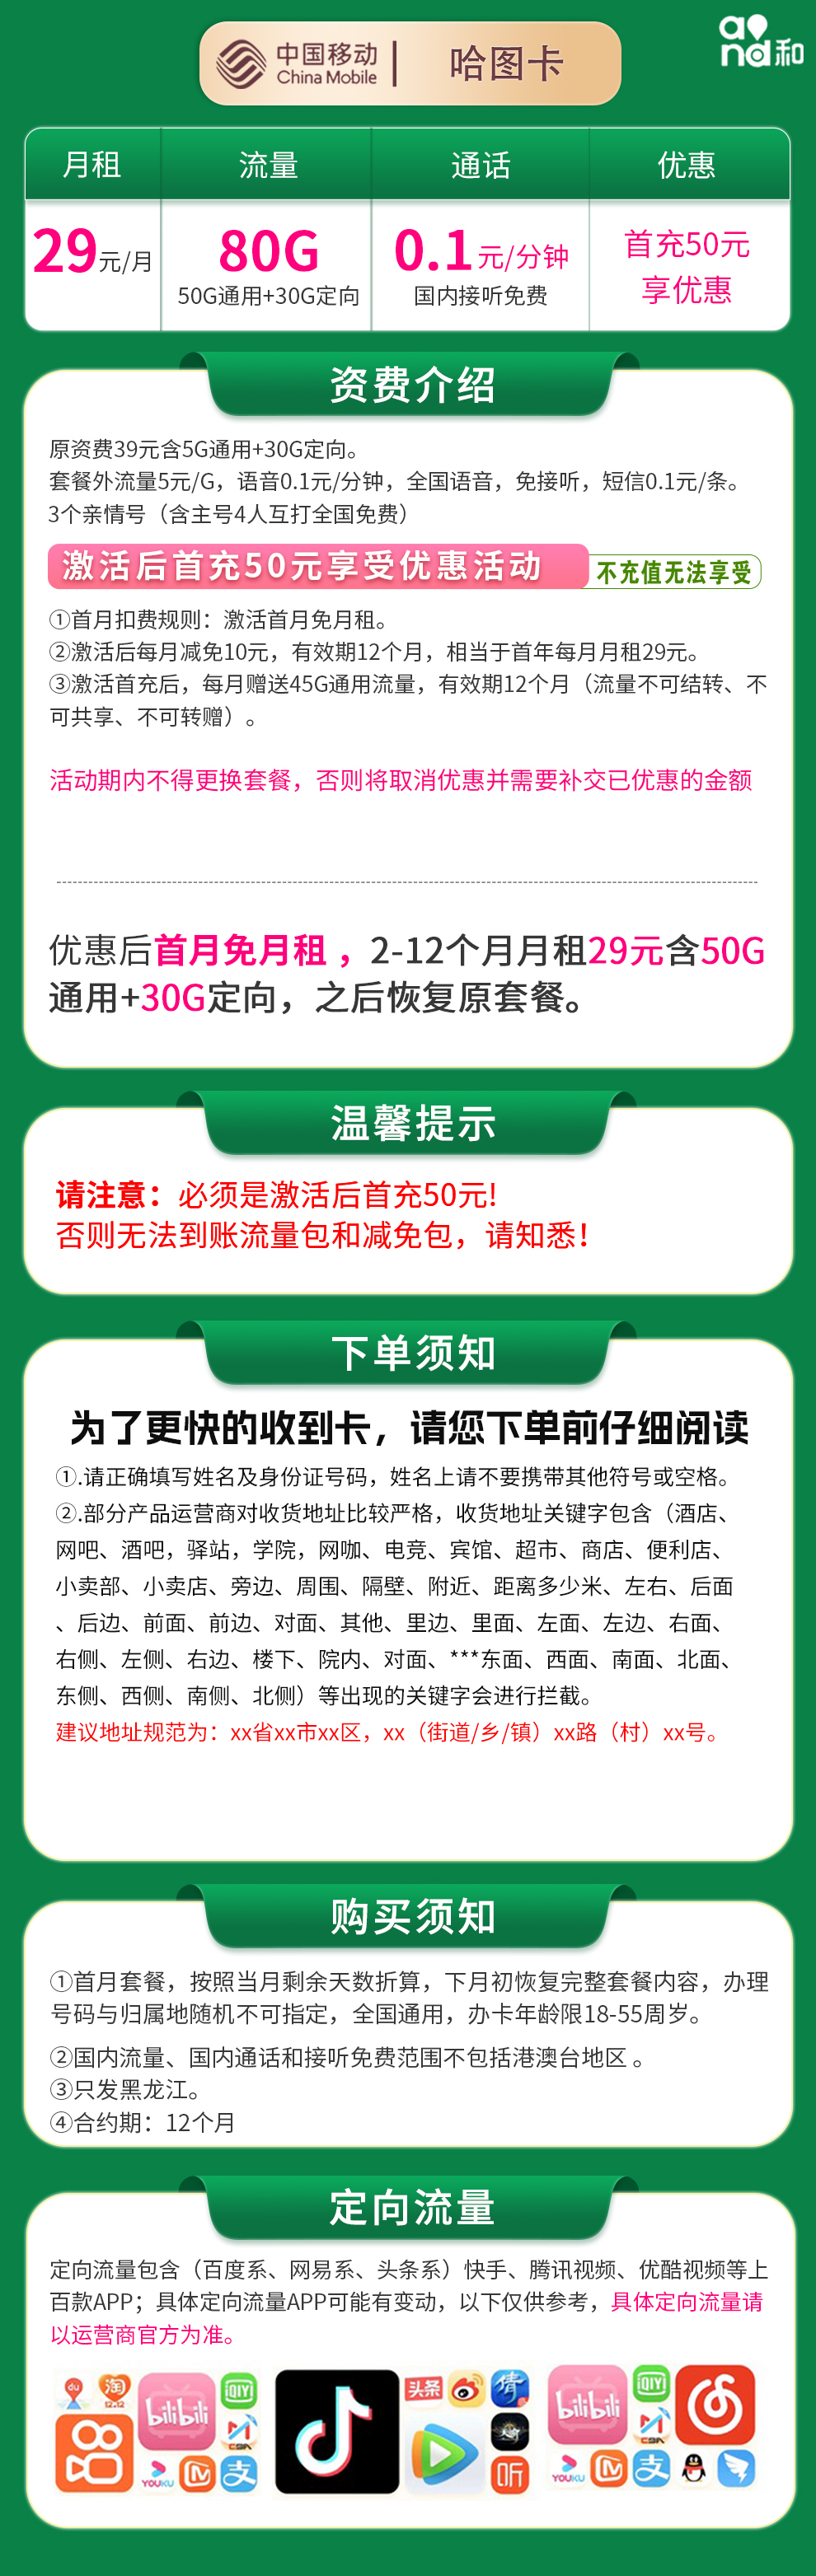 中国移动
China Mobile
哈图卡
and和
月租 流量 通话 优惠
29元/月 80G 0.1元/分钟 首充50元
50G通用+30G定向 国内接听免费 享优惠
资费介绍
原资费39元含5G通用+30G定向。
套餐外流量5元/G，语音0.1元/分钟，全国语音，免接听，短信0.1元/条。
3个亲情号（含主号4人互打全国免费）
激活后首充50元享受优惠活动 不充值无法享受
①首月扣费规则：激活首月免月租。
②激活后每月减免10元，有效期12个月，相当于首年每月月租29元。
③激活首充后，每月赠送45G通用流量，有效期12个月（流量不可结转、不
可共享、不可转赠）。
活动期内不得更换套餐，否则将取消优惠并需要补交已优惠的金额
优惠后首月免月租 ，2-12个月月租29元含50G
通用+30G定向，之后恢复原套餐。
温馨提示
请注意：必须是激活后首充50元!
否则无法到账流量包和减免包，请知悉！
下单须知
为了更快的收到卡，请您下单前仔细阅读
①.请正确填写姓名及身份证号码，姓名上请不要携带其他符号或空格。
②.部分产品运营商对收货地址比较严格，收货地址关键字包含（酒店、
网吧、酒吧，驿站，学院，网咖、电竞、宾馆、超市、商店、便利店、
小卖部、小卖店、旁边、周围、隔壁、附近、距离多少米、左右、后面
、后边、前面、前边、对面、其他、里边、里面、左面、左边、右面、
右侧、左侧、右边、楼下、院内、对面、***东面、西面、南面、北面、
东侧、西侧、南侧、北侧）等出现的关键字会进行拦截。
建议地址规范为：xx省xx市xx区，xx（街道/乡/镇）xx路（村）xx号。
购买须知
①首月套餐，按照当月剩余天数折算，下月初恢复完整套餐内容，办理
号码与归属地随机不可指定，全国通用，办卡年龄限18-55周岁。
②国内流量、国内通话和接听免费范围不包括港澳台地区 。
③只发黑龙江。
④合约期：12个月
定向流量
定向流量包含（百度系、网易系、头条系）快手、腾讯视频、优酷视频等上
百款APP；具体定向流量APP可能有变动，以下仅供参考，具体定向流量请
以运营商官方为准。
du 淘 12.12 bilibili iQIYI
YOUKU 支
头条 倩
听
bilibili iQIYI
YOUKU 支